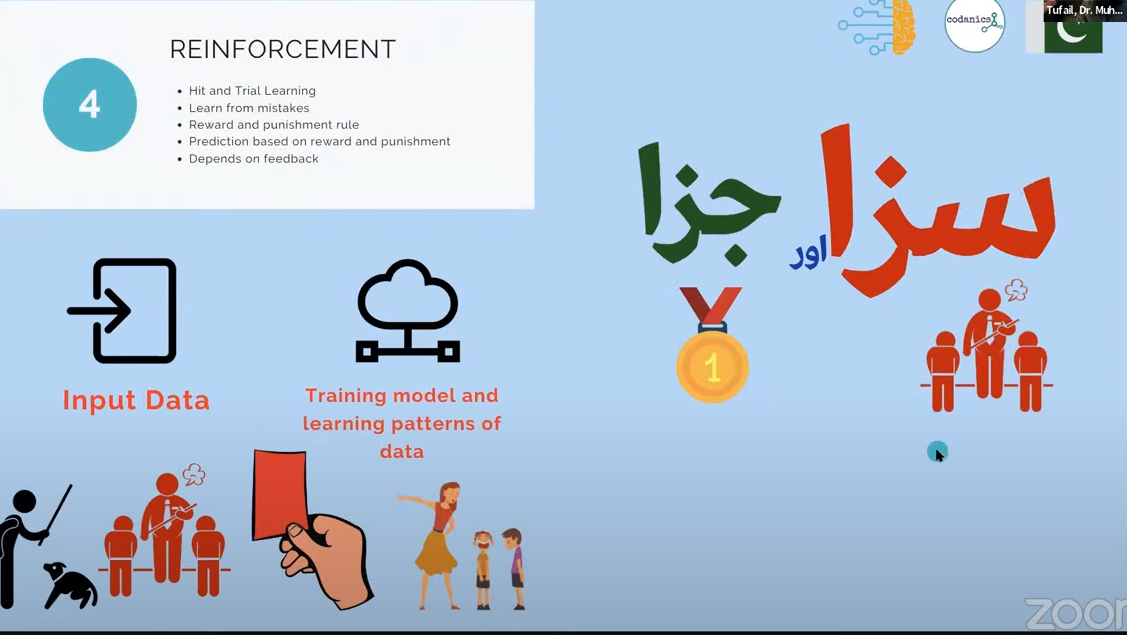 REINFORCEMENT
4
Hit and Trial Learning
Learn from mistakes
Reward and punishment rule
Prediction based on reward and punishment
Depends on feedback
codanics
Tufail, Dr. Muh...
سزا اور جزا
1
Input Data
Training model and
learning patterns of
data
zoom